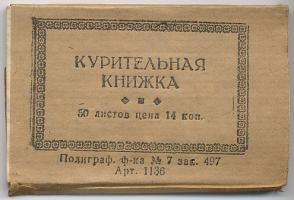 КУРИТЕЛЬНАЯ
КНИЖКА
50 листов цена 14 коп.
Полиграф. ф-ка № 7 зак. 497
Арт. 1136